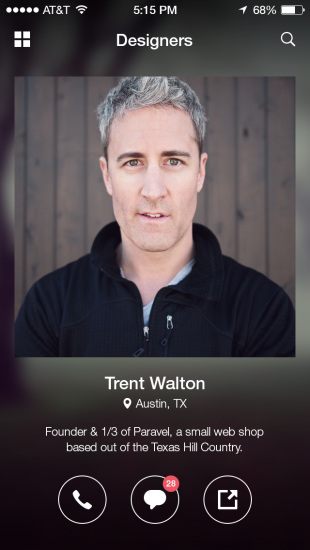 AT&T 5:15 PM 68%
Designers
Trent Walton
Austin, TX
Founder & 1/3 of Paravel, a small web shop
based out of the Texas Hill Country.
28